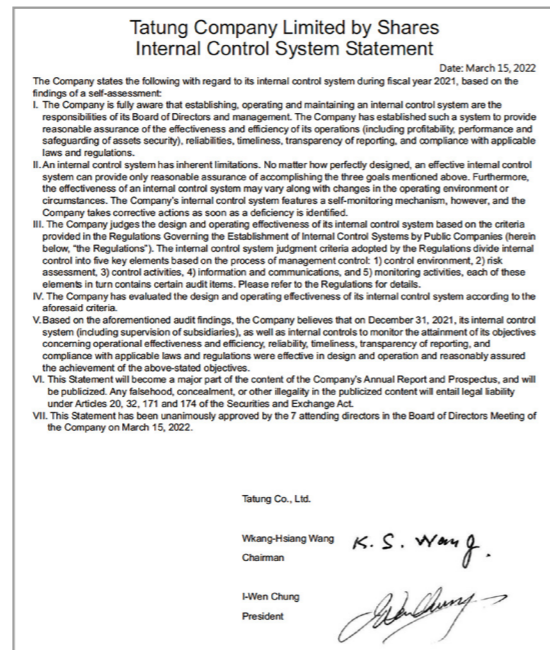 Tatung Company Limited by Shares
Internal Control System Statement
Date: March 15, 2022
The Company states the following with regard to its internal control system during fiscal year 2021, based on the
findings of a self-assessment:
I. The Company is fully aware that establishing, operating and maintaining an internal control system are the
responsibilities of its Board of Directors and management. The Company has established such a system to provide
reasonable assurance of the effectiveness and efficiency of its operations (including profitability, performance and
safeguarding of assets security), reliabilities, timeliness, transparency of reporting, and compliance with applicable
laws and regulations.
II. An internal control system has inherent limitations. No matter how perfectly designed, an effective internal control
system can provide only reasonable assurance of accomplishing the three goals mentioned above. Furthermore,
the effectiveness of an internal control system may vary along with changes in the operating environment or
circumstances. The Company's internal control system features a self-monitoring mechanism, however, and the
Company takes corrective actions as soon as a deficiency is identified.
III. The Company judges the design and operating effectiveness of its internal control system based on the criteria
provided in the Regulations Governing the Establishment of Internal Control Systems by Public Companies (herein
below, "the Regulations"). The internal control system judgment criteria adopted by the Regulations divide internal
control into five key elements based on the process of management control: 1) control environment, 2) risk
assessment, 3) control activities, 4) information and communications, and 5) monitoring activities, each of these
elements in turn contains certain audit items. Please refer to the Regulations for details.
IV. The Company has evaluated the design and operating effectiveness of its internal control system according to the
aforesaid criteria.
V. Based on the aforementioned audit findings, the Company believes that on December 31, 2021, its internal control
system (including supervision of subsidiaries), as well as internal controls to monitor the attainment of its objectives
concerning operational effectiveness and efficiency, reliability, timeliness, transparency of reporting, and
compliance with applicable laws and regulations were effective in design and operation and reasonably assured
the achievement of the above-stated objectives.
VI. This Statement will become a major part of the content of the Company's Annual Report and Prospectus, and will
be publicized. Any falsehood, concealment, or other illegality in the publicized content will entail legal liability
under Articles 20, 32, 171 and 174 of the Securities and Exchange Act.
VII. This Statement has been unanimously approved by the 7 attending directors in the Board of Directors Meeting of
the Company on March 15, 2022.
Tatung Co., Ltd.
Wkang-Hsiang Wang K. S. Wang.
Chairman
I-Wen Chung
President